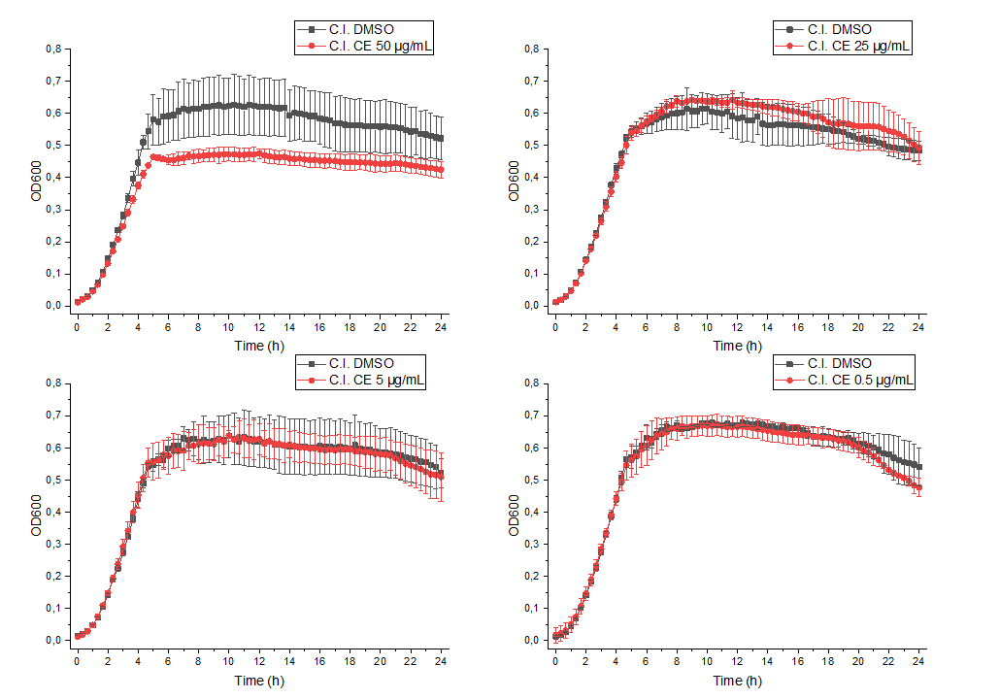 C.I. DMSO
C.I. CE 50 µg/mL
0,8
0,7
0,6
0,5
0,4
0,3
0,2
0,1
0,0
OD600
0 2 4 6 8 10 12 14 16 18 20 22 24
Time (h)
C.I. DMSO
C.I. CE 25 µg/mL
0,8
0,7
0,6
0,5
0,4
0,3
0,2
0,1
0,0
OD600
0 2 4 6 8 10 12 14 16 18 20 22 24
Time (h)
C.I. DMSO
C.I. CE 5 µg/mL
0,8
0,7
0,6
0,5
0,4
0,3
0,2
0,1
0,0
OD600
0 2 4 6 8 10 12 14 16 18 20 22 24
Time (h)
C.I. DMSO
C.I. CE 0.5 µg/mL
0,8
0,7
0,6
0,5
0,4
0,3
0,2
0,1
0,0
OD600
0 2 4 6 8 10 12 14 16 18 20 22 24
Time (h)